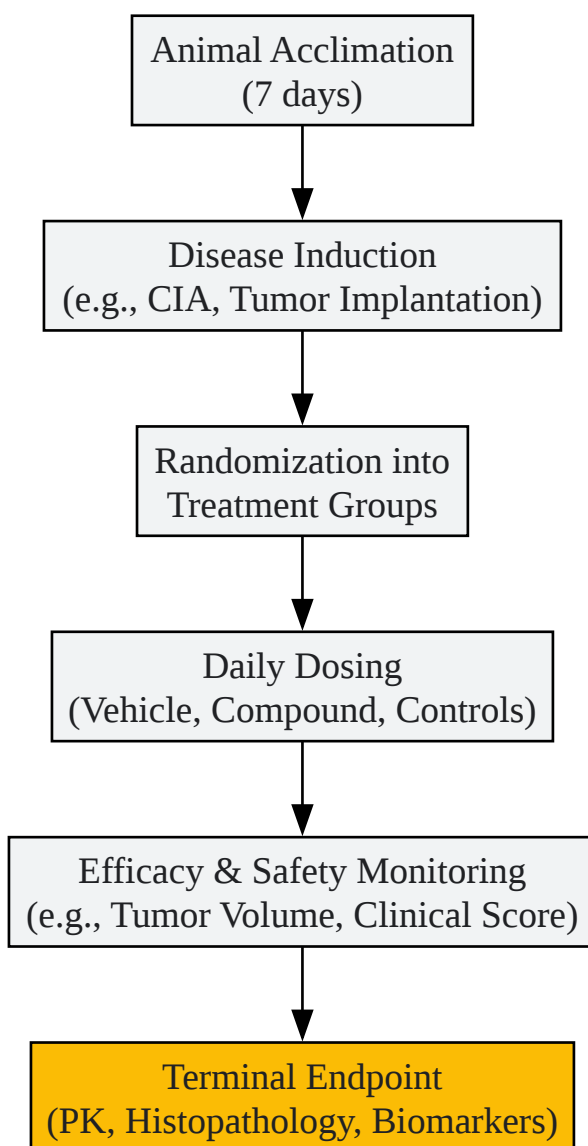 Animal Acclimation
(7 days)
Disease Induction
(e.g., CIA, Tumor Implantation)
Randomization into
Treatment Groups
Daily Dosing
(Vehicle, Compound, Controls)
Efficacy & Safety Monitoring
(e.g., Tumor Volume, Clinical Score)
Terminal Endpoint
(PK, Histopathology, Biomarkers)